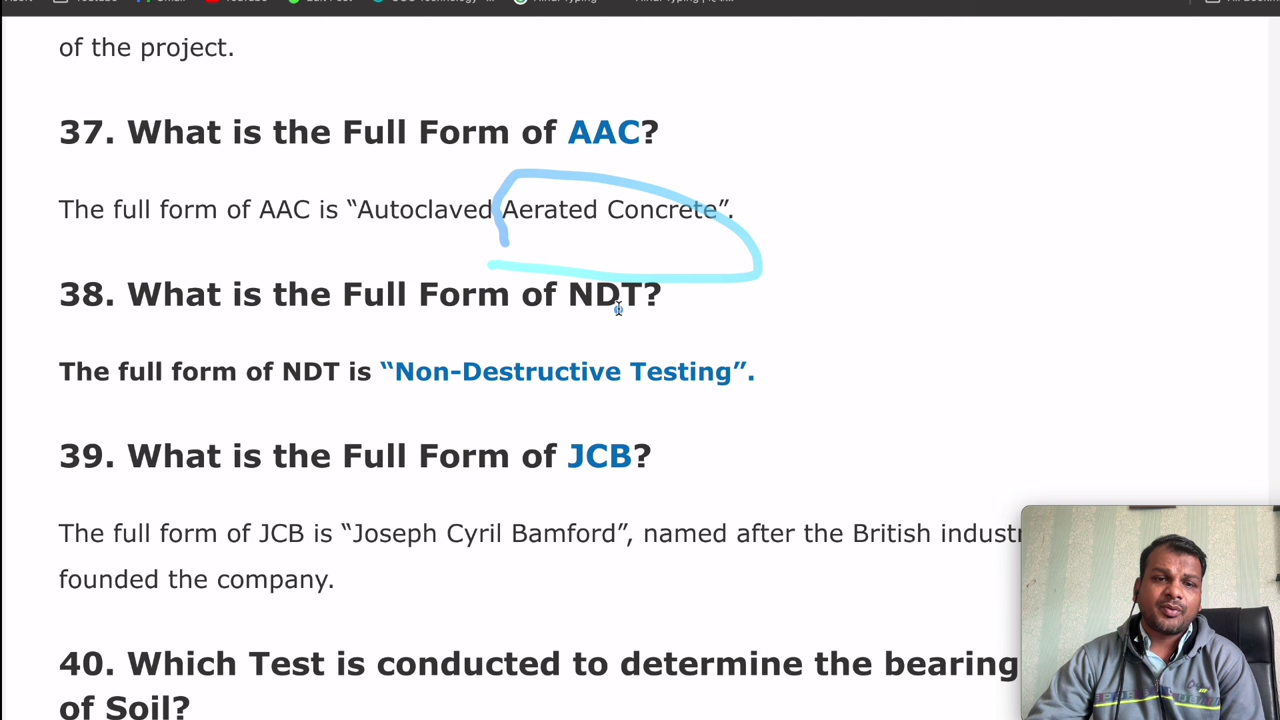 of the project.
37. What is the Full Form of AAC?
The full form of AAC is “Autoclaved Aerated Concrete”.
38. What is the Full Form of NDT?
The full form of NDT is “Non-Destructive Testing”.
39. What is the Full Form of JCB?
The full form of JCB is “Joseph Cyril Bamford”, named after the British
founded the company.
40. Which Test is conducted to determine the bearing
of Soil?